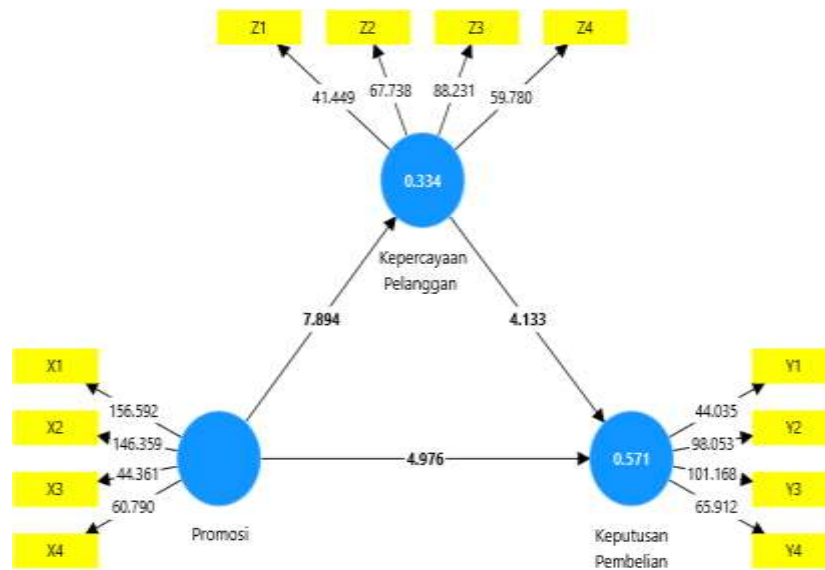 Z1
Z2
Z3
Z4
41.449
67.738
88.231
59.780
0.334
Kepercayaan
Pelanggan
7.894
4.133
X1
X2
X3
X4
156.592
146.359
44.361
60.790
Promosi
4.976
0.571
Keputusan
Pembelian
44.035
98.053
101.168
65.912
Y1
Y2
Y3
Y4